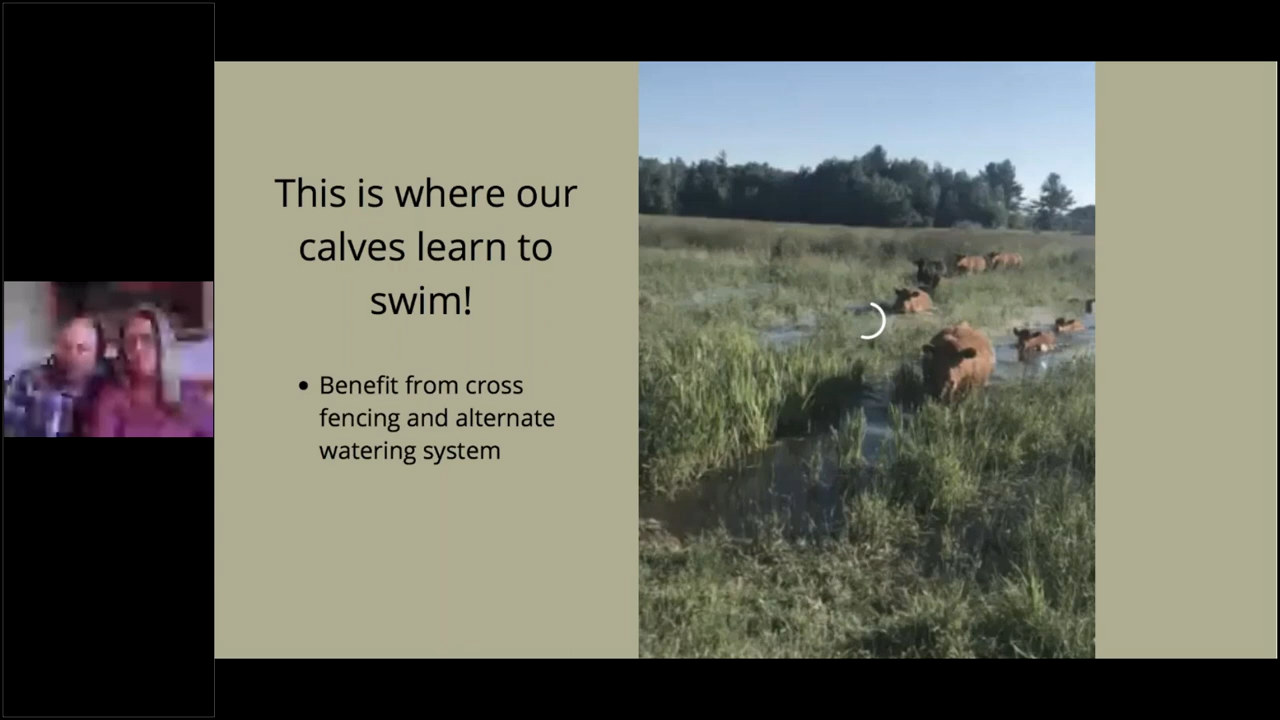 This is where our
calves learn to
swim!
• Benefit from cross
fencing and alternate
watering system